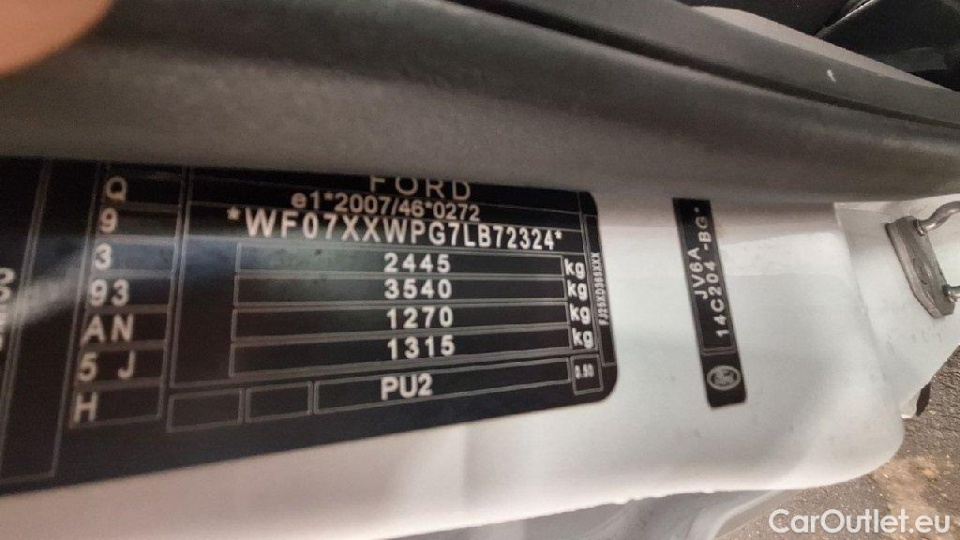 FORD
e1*2007/46*0272
*WF07XXWPG7LB72324*
2445 kg
3540 kg
1270 kg
1315 kg
PU2
Q
9
3
93
AN
5 J
H
JV6A
14C204 -BG*
CarOutlet.eu